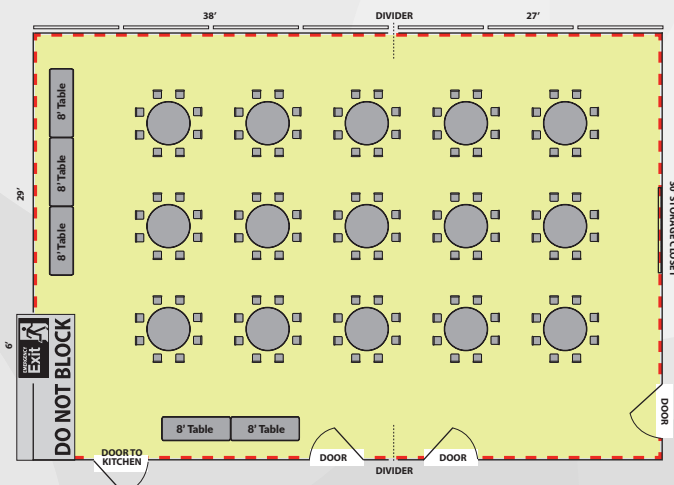 38’
DIVIDER
27’
8’ Table
8’ Table
8’ Table
29’
30’ STORAGE CLOSET
6’
EMERGENCY
Exit
DO NOT BLOCK
8’ Table
8’ Table
DOOR TO
KITCHEN
DOOR
DOOR
DOOR
DIVIDER